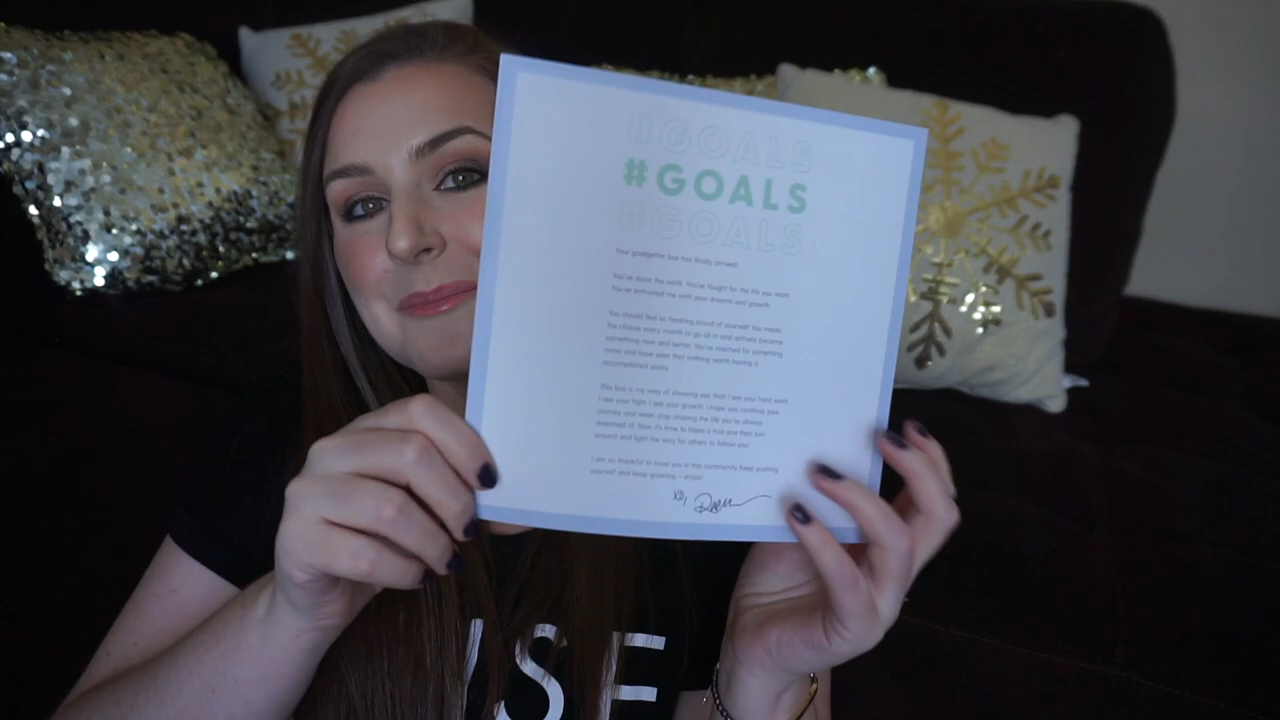 #GOALS
#GOALS
#GOALS
Your goalgetter box has finally arrived!
You've done the work. You've fought for the life you want.
You've entrusted me with your dreams and growth.
You should feel so freaking proud of yourself. You made
the choice every month to go all-in and actively become
something new and better. You've reached for something
more, and have seen that nothing worth having is
accomplished easily.
This box is my way of showing you that I see your hard work,
I see your fight, I see your growth. I hope you continue your
journey and never stop chasing the life you've always
dreamed of. Now it's time to blaze a trail and then turn
around and light the way for others to follow you!
I am so thankful to have you in this community. Keep pushing
yourself and keep growing – enjoy!
XO,
USE